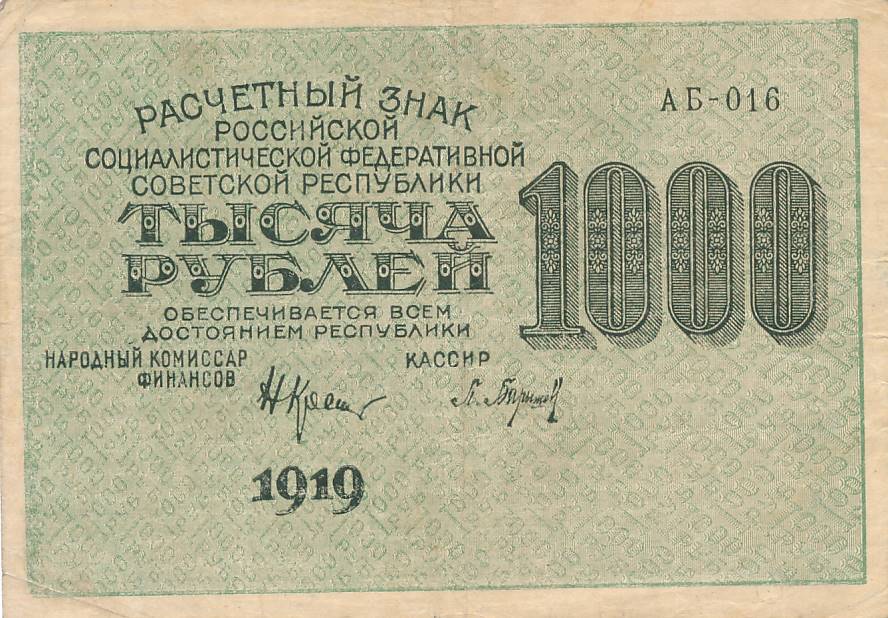 РАСЧЕТНЫЙ ЗНАК
АБ-016
РОССИЙСКОЙ
СОЦИАЛИСТИЧЕСКОЙ ФЕДЕРАТИВНОЙ
СОВЕТСКОЙ РЕСПУБЛИКИ
ТЫСЯЧА
РУБЛЕЙ
1000
ОБЕСПЕЧИВАЕТСЯ ВСЕМ
ДОСТОЯНИЕМ РЕСПУБЛИКИ
НАРОДНЫЙ КОМИССАР
ФИНАНСОВ
КАССИР
1919